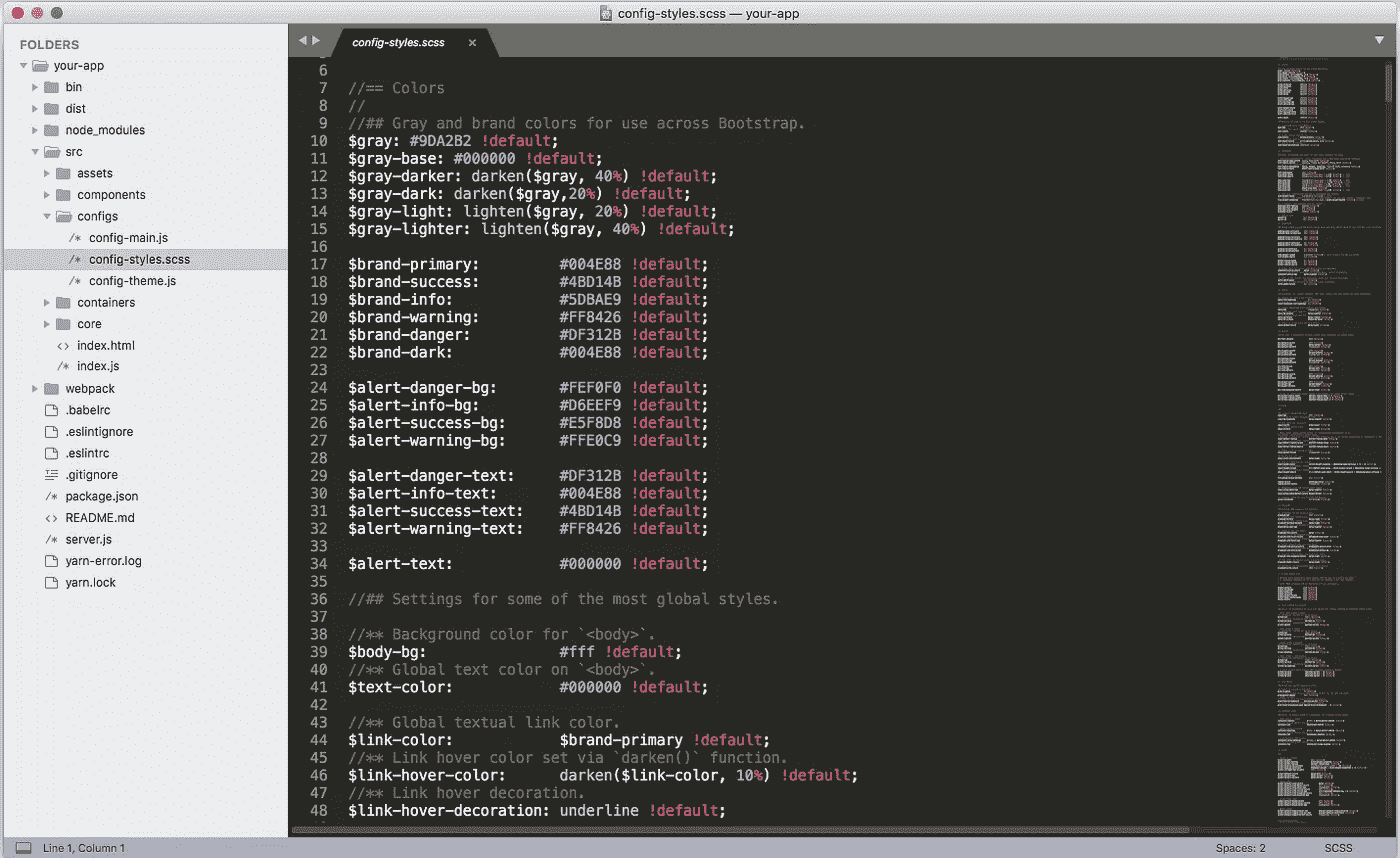 config-styles.scss — your-app
FOLDERS
your-app
bin
dist
node_modules
src
assets
components
configs
/* config-main.js
/* config-styles.scss
/* config-theme.js
containers
core
<> index.html
/* index.js
webpack
.babelrc
.eslintignore
.eslintrc
.gitignore
/* package.json
<> README.md
/* server.js
yarn-error.log
yarn.lock
config-styles.scss ×
6
7 //== Colors
8 //
9 //## Gray and brand colors for use across Bootstrap.
10 $gray: #9DA2B2 !default;
11 $gray-base: #000000 !default;
12 $gray-darker: darken($gray, 40%) !default;
13 $gray-dark: darken($gray,20%) !default;
14 $gray-light: lighten($gray, 20%) !default;
15 $gray-lighter: lighten($gray, 40%) !default;
16
17 $brand-primary: #004E88 !default;
18 $brand-success: #4BD14B !default;
19 $brand-info: #5DBAE9 !default;
20 $brand-warning: #FF8426 !default;
21 $brand-danger: #DF312B !default;
22 $brand-dark: #004E88 !default;
23
24 $alert-danger-bg: #FEF0F0 !default;
25 $alert-info-bg: #D6EEF9 !default;
26 $alert-success-bg: #E5F8D8 !default;
27 $alert-warning-bg: #FFE0C9 !default;
28
29 $alert-danger-text: #DF312B !default;
30 $alert-info-text: #004E88 !default;
31 $alert-success-text: #4BD14B !default;
32 $alert-warning-text: #FF8426 !default;
33
34 $alert-text: #000000 !default;
35
36 //## Settings for some of the most global styles.
37
38 //** Background color for `<body>`.
39 $body-bg: #fff !default;
40 //** Global text color on `<body>`.
41 $text-color: #000000 !default;
42
43 //** Global textual link color.
44 $link-color: $brand-primary !default;
45 //** Link hover color set via `darken()` function.
46 $link-hover-color: darken($link-color, 10%) !default;
47 //** Link hover decoration.
48 $link-hover-decoration: underline !default;
Line 1, Column 1
Spaces: 2
SCSS